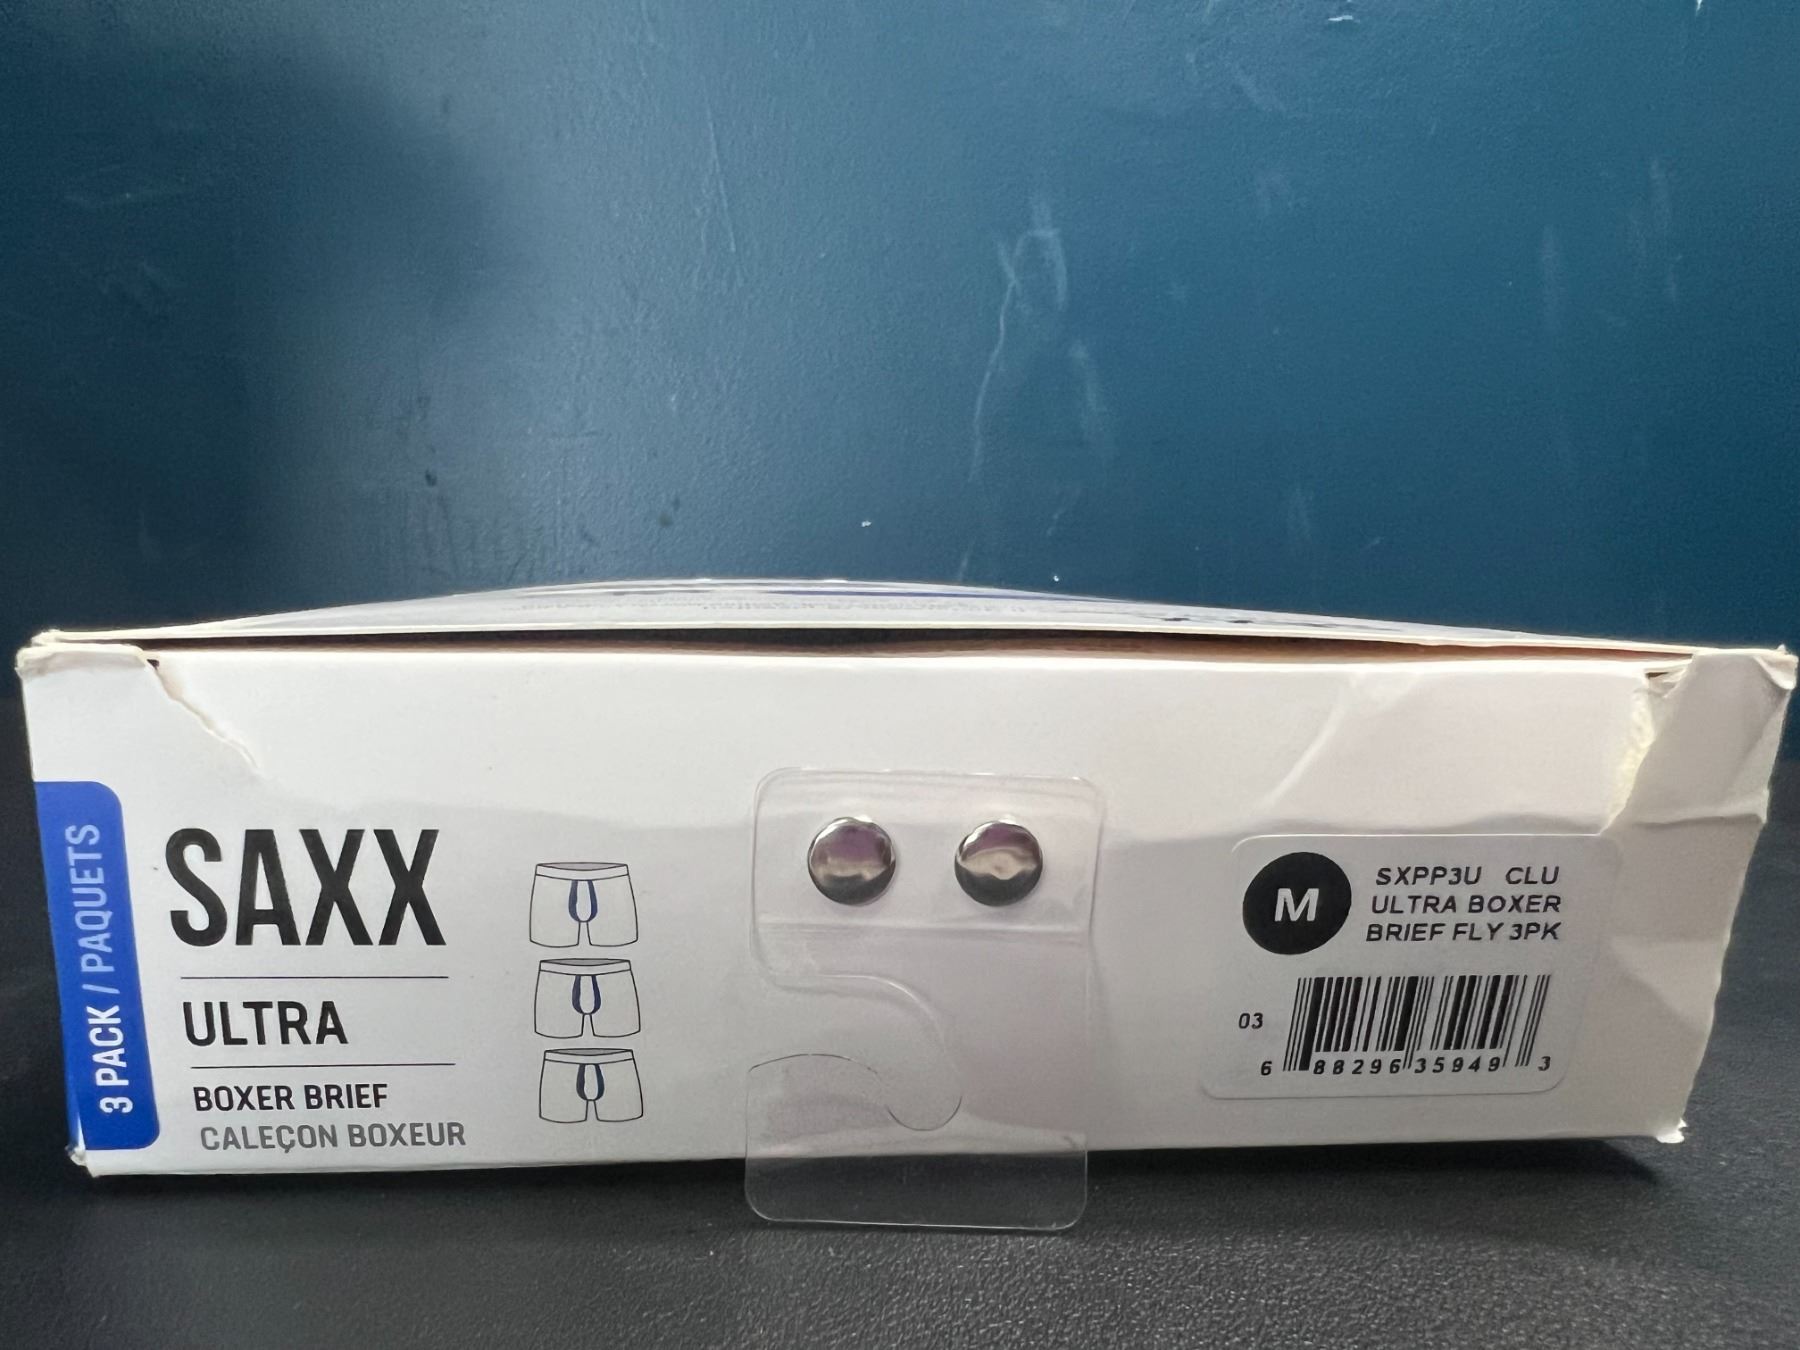 3 PACK / PAQUETS
SAXX
ULTRA
BOXER BRIEF
CALEÇON BOXEUR
M
SXPP3U CLU
ULTRA BOXER
BRIEF FLY 3PK
03
6 88296 35949 3